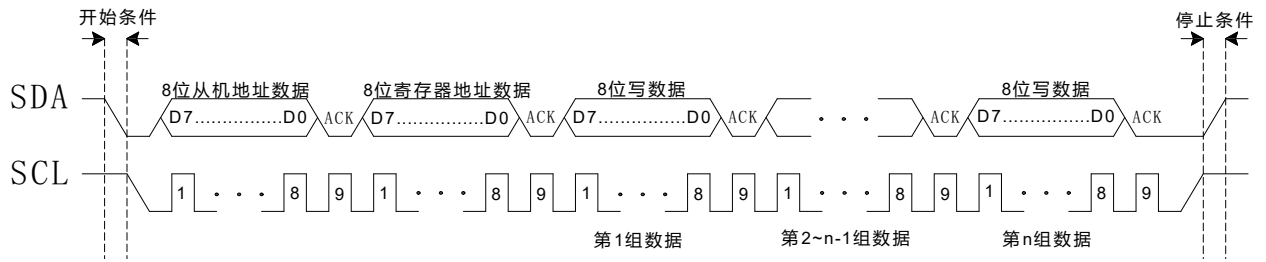 开始条件 停止条件
8位从机地址数据 8位寄存器地址数据 8位写数据 8位写数据
SDA D7................D0 ACK D7................D0 ACK D7................D0 ACK · · · ACK D7................D0 ACK
SCL 1 · · · 8 9 1 · · · 8 9 1 · · · 8 9 1 · · · 8 9 1 · · · 8 9
第1组数据 第2~n-1组数据 第n组数据